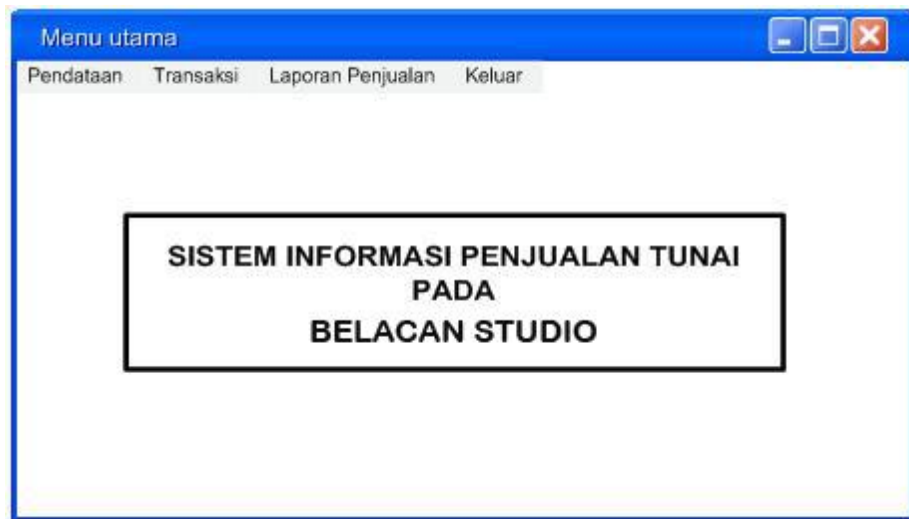 Menu utama
Pendataan Transaksi Laporan Penjualan Keluar
SISTEM INFORMASI PENJUALAN TUNAI
PADA
BELACAN STUDIO